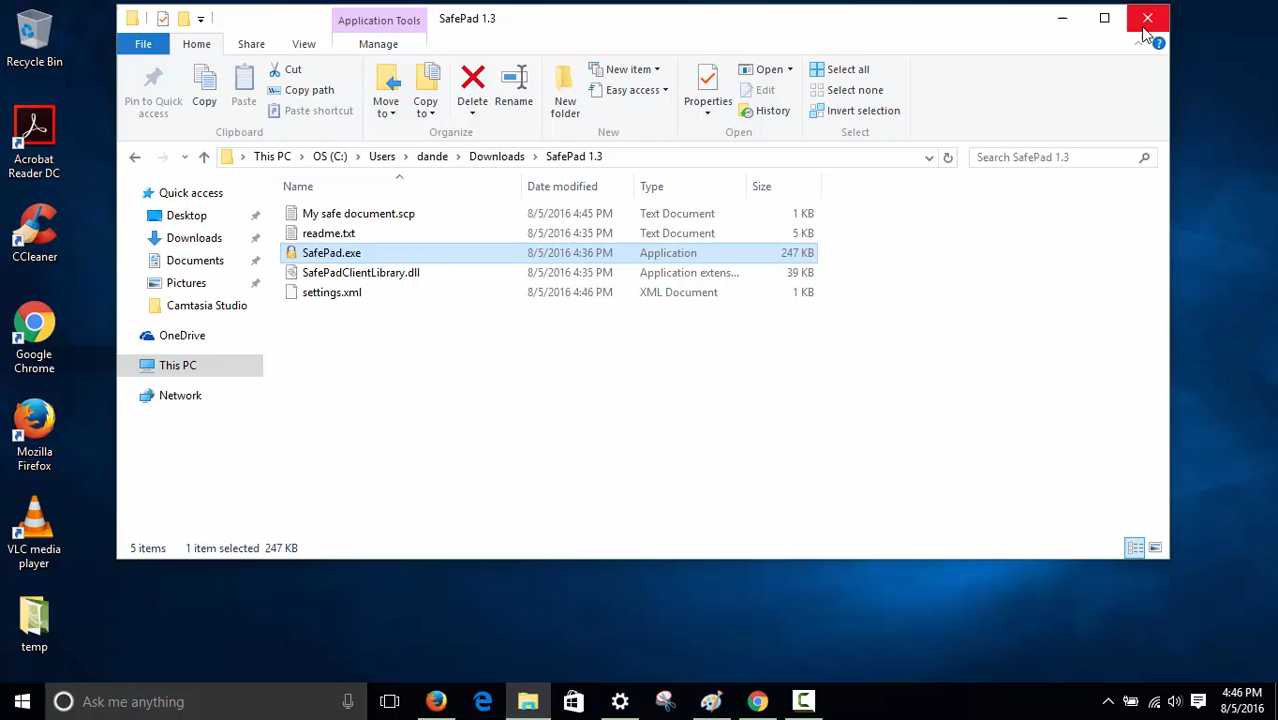 Recycle Bin
Acrobat
Reader DC
CCleaner
Google
Chrome
Mozilla
Firefox
VLC media
player
temp
Application Tools
SafePad 1.3
File
Home
Share
View
Manage
Pin to Quick
access
Copy
Paste
Cut
Copy path
Paste shortcut
Clipboard
Move
to
Copy
to
Delete
Rename
Organize
New
folder
New item
Easy access
New
Properties
Open
Edit
History
Open
Select all
Select none
Invert selection
Select
This PC
OS (C:)
Users
dande
Downloads
SafePad 1.3
Search SafePad 1.3
Quick access
Desktop
Downloads
Documents
Pictures
Camtasia Studio
OneDrive
This PC
Network
Name Date modified Type Size
My safe document.scp 8/5/2016 4:45 PM Text Document 1 KB
readme.txt 8/5/2016 4:35 PM Text Document 5 KB
SafePad.exe 8/5/2016 4:36 PM Application 247 KB
SafePadClientLibrary.dll 8/5/2016 4:35 PM Application extens... 39 KB
settings.xml 8/5/2016 4:46 PM XML Document 1 KB
5 items 1 item selected 247 KB
Ask me anything
4:46 PM
8/5/2016